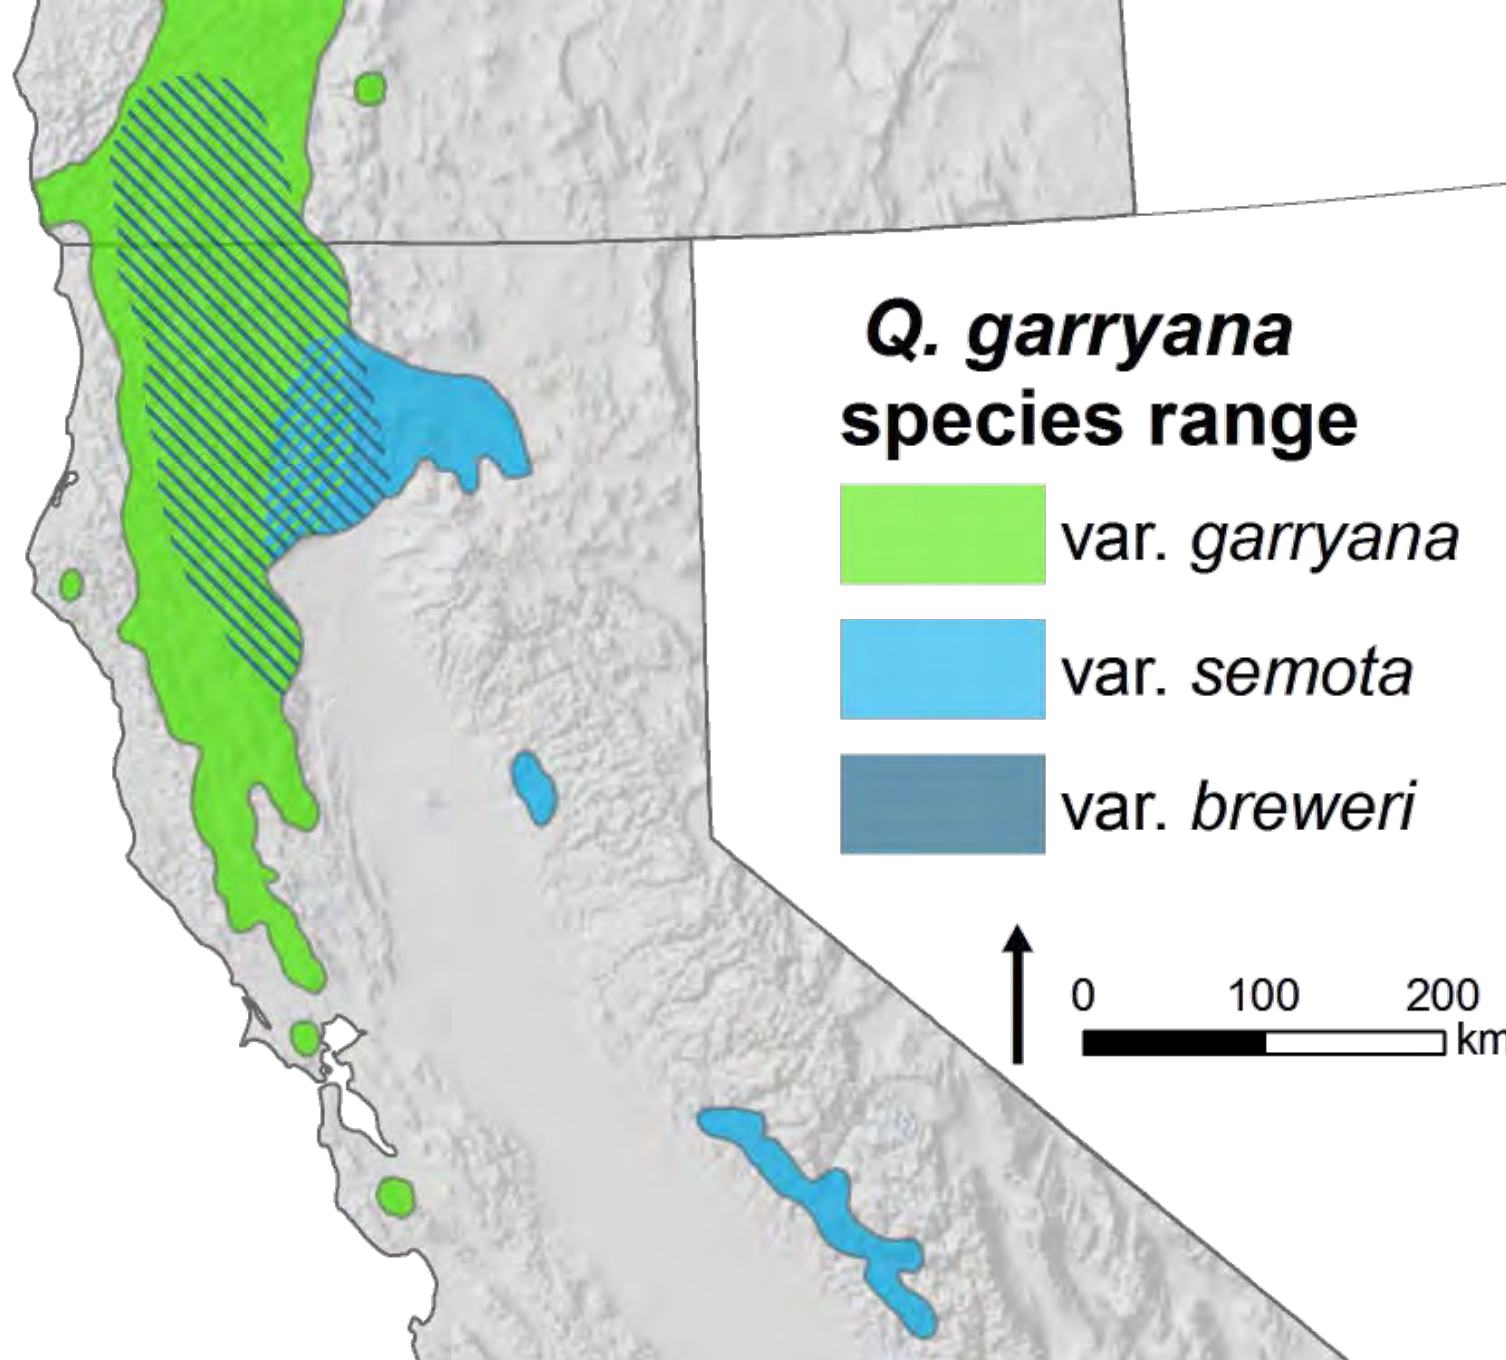 Q. garryana
species range
var. garryana
var. semota
var. breweri
0 100 200
km